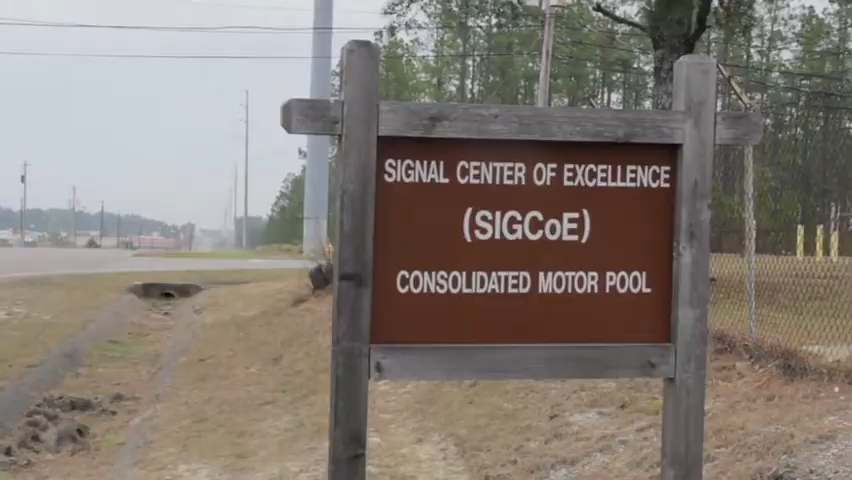 SIGNAL CENTER OF EXCELLENCE
(SIGCoE)
CONSOLIDATED MOTOR POOL